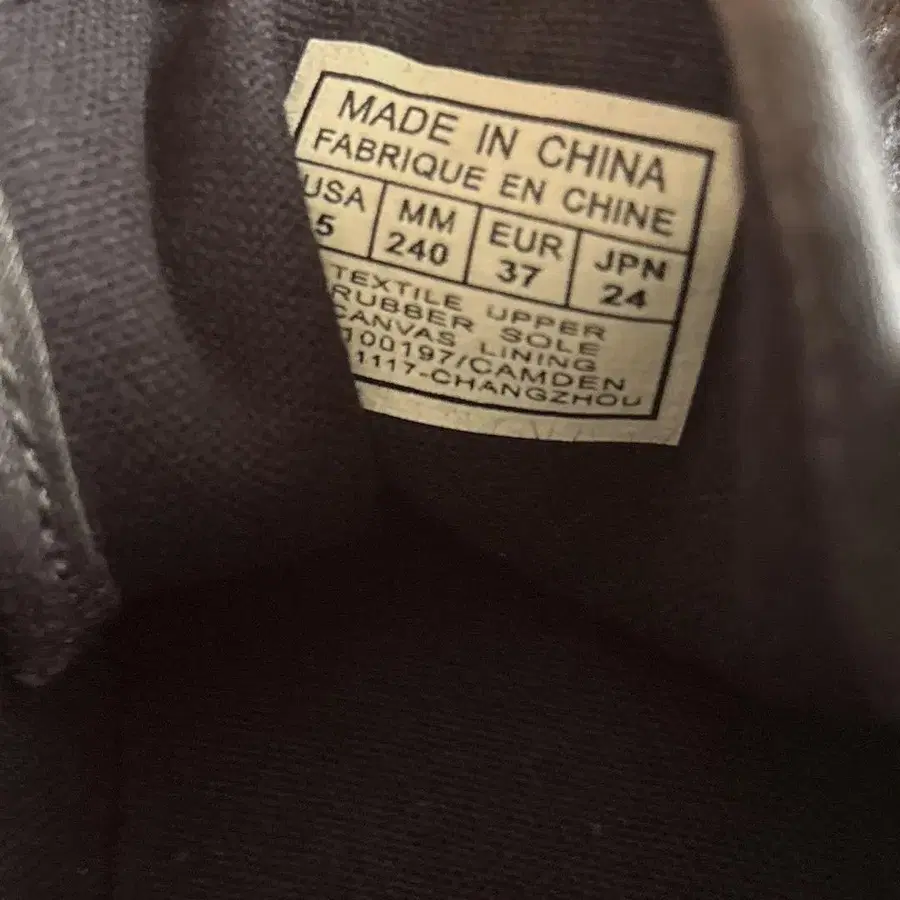 MADE IN CHINA
FABRIQUE EN CHINE
USA MM EUR JPN
5 240 37 24
TEXTILE UPPER
RUBBER SOLE
CANVAS LINING
100197/CAMDEN
1117-CHANGZHOU